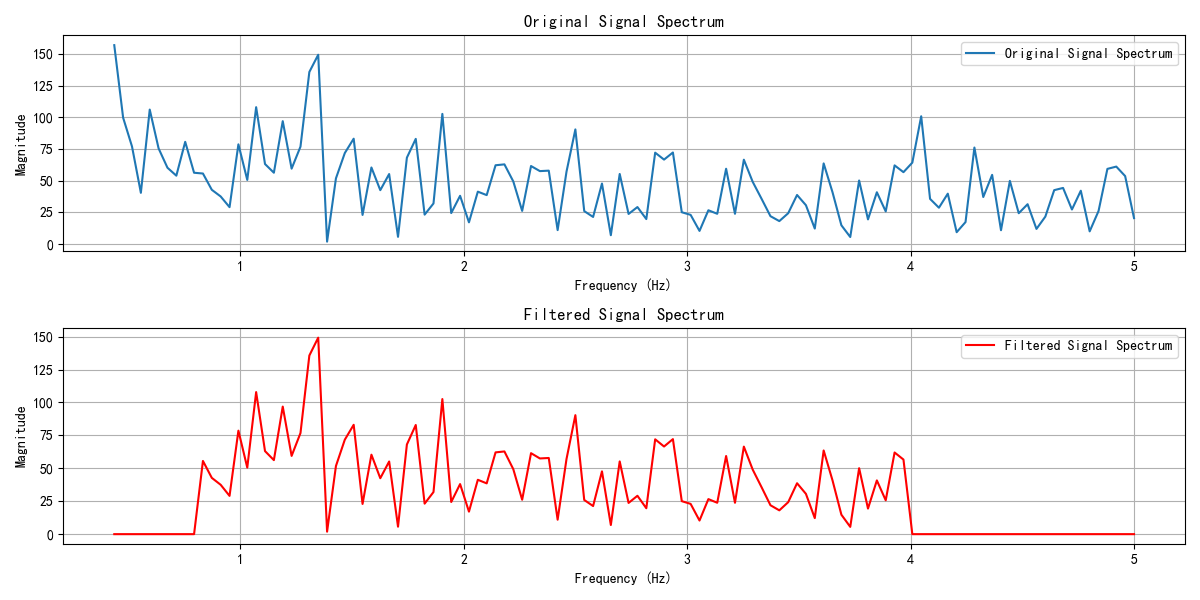 Original Signal Spectrum
Original Signal Spectrum
150
125
100
75
50
25
0
Magnitude
1 2 3 4 5
Frequency (Hz)
Filtered Signal Spectrum
Filtered Signal Spectrum
150
125
100
75
50
25
0
Magnitude
1 2 3 4 5
Frequency (Hz)